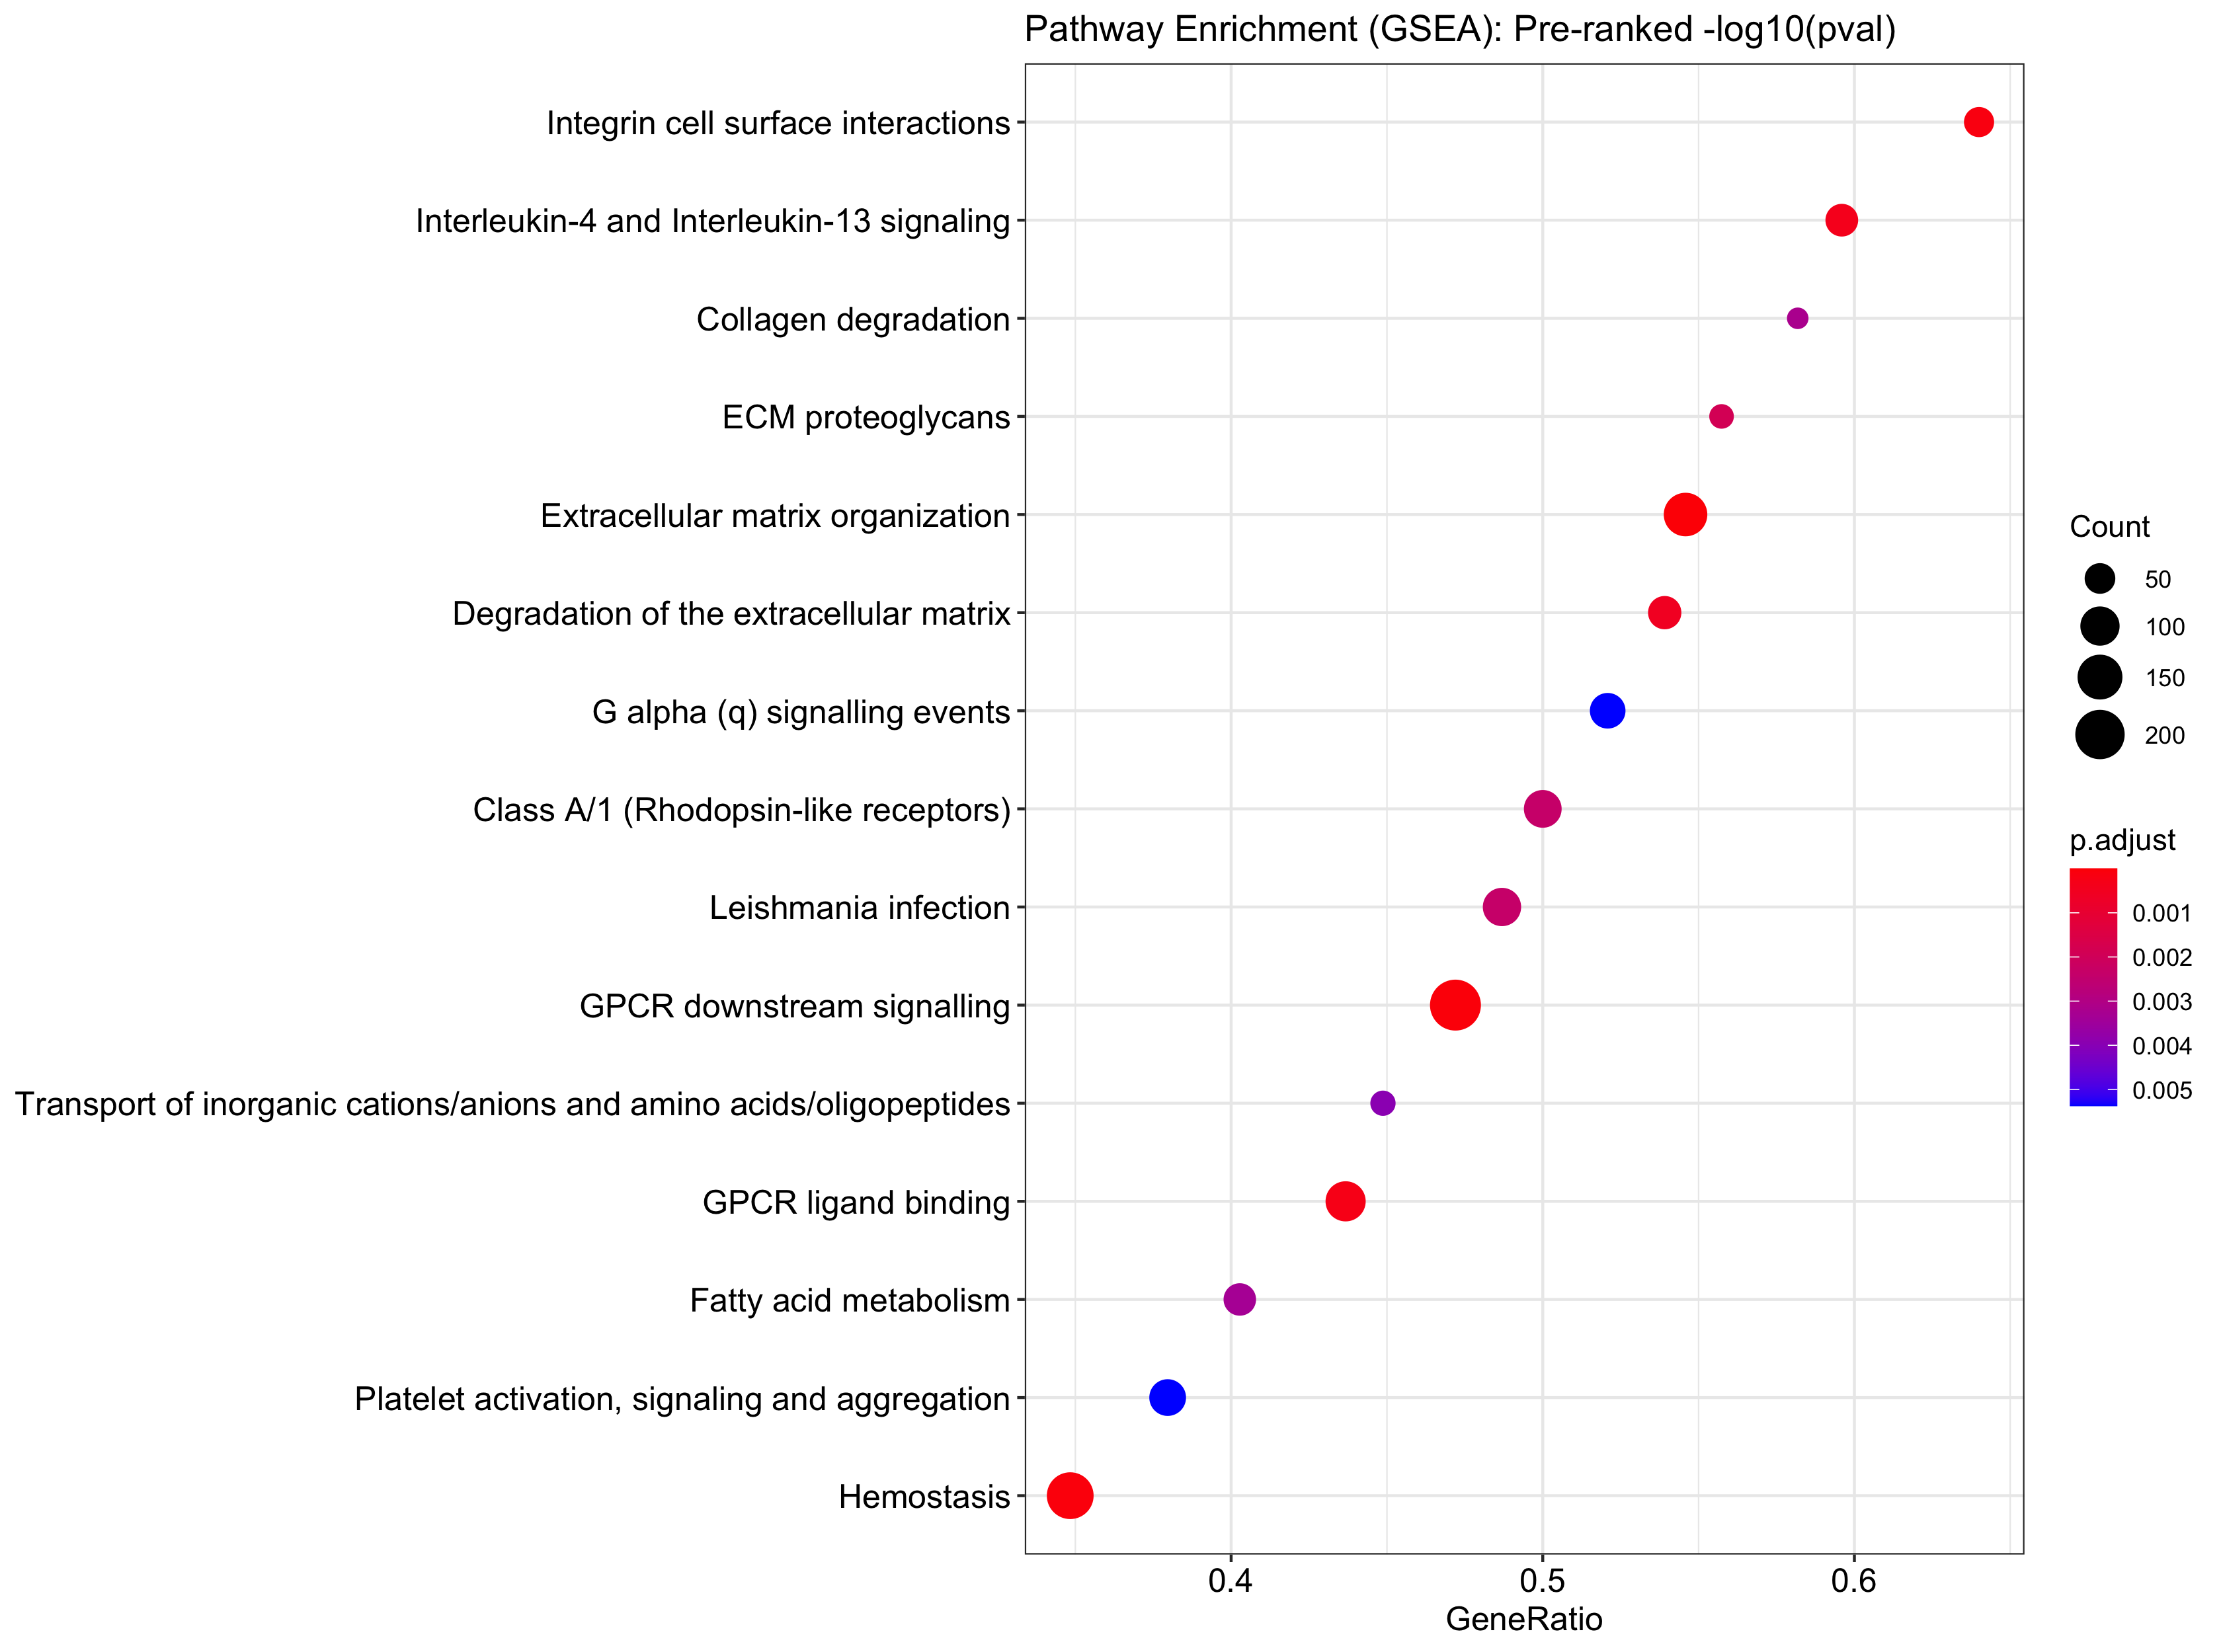 Pathway Enrichment (GSEA): Pre-ranked -log10(pval)
Integrin cell surface interactions
Interleukin-4 and Interleukin-13 signaling
Collagen degradation
ECM proteoglycans
Extracellular matrix organization
Degradation of the extracellular matrix
G alpha (q) signalling events
Class A/1 (Rhodopsin-like receptors)
Leishmania infection
GPCR downstream signalling
Transport of inorganic cations/anions and amino acids/oligopeptides
GPCR ligand binding
Fatty acid metabolism
Platelet activation, signaling and aggregation
Hemostasis
0.4
0.5
0.6
GeneRatio
Count
50
100
150
200
p.adjust
0.001
0.002
0.003
0.004
0.005